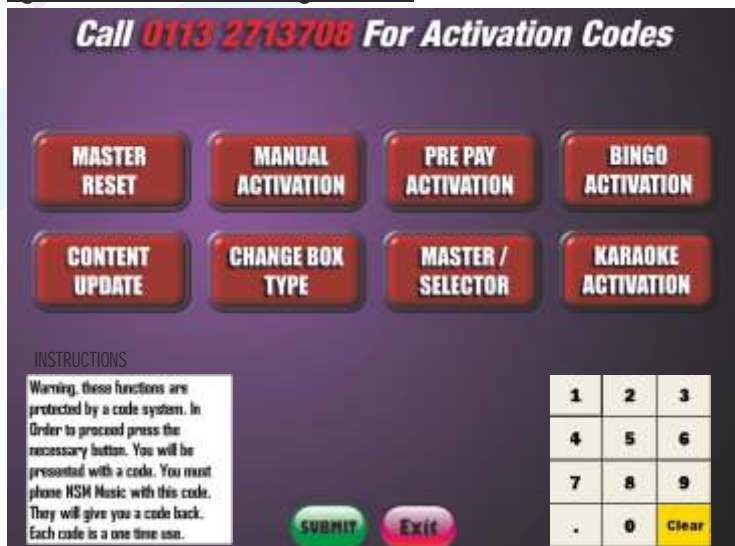 Call 0113 2713708 For Activation Codes
MASTER RESET
MANUAL ACTIVATION
PRE PAY ACTIVATION
BINGO ACTIVATION
CONTENT UPDATE
CHANGE BOX TYPE
MASTER / SELECTOR
KARAOKE ACTIVATION
INSTRUCTIONS
Warning, these functions are
protected by a code system. In
Order to proceed press the
necessary button. You will be
presented with a code. You must
phone NSM Music with this code.
They will give you a code back.
Each code is a one time use.
1 2 3
4 5 6
7 8 9
. 0 Clear
SUBMIT Exit